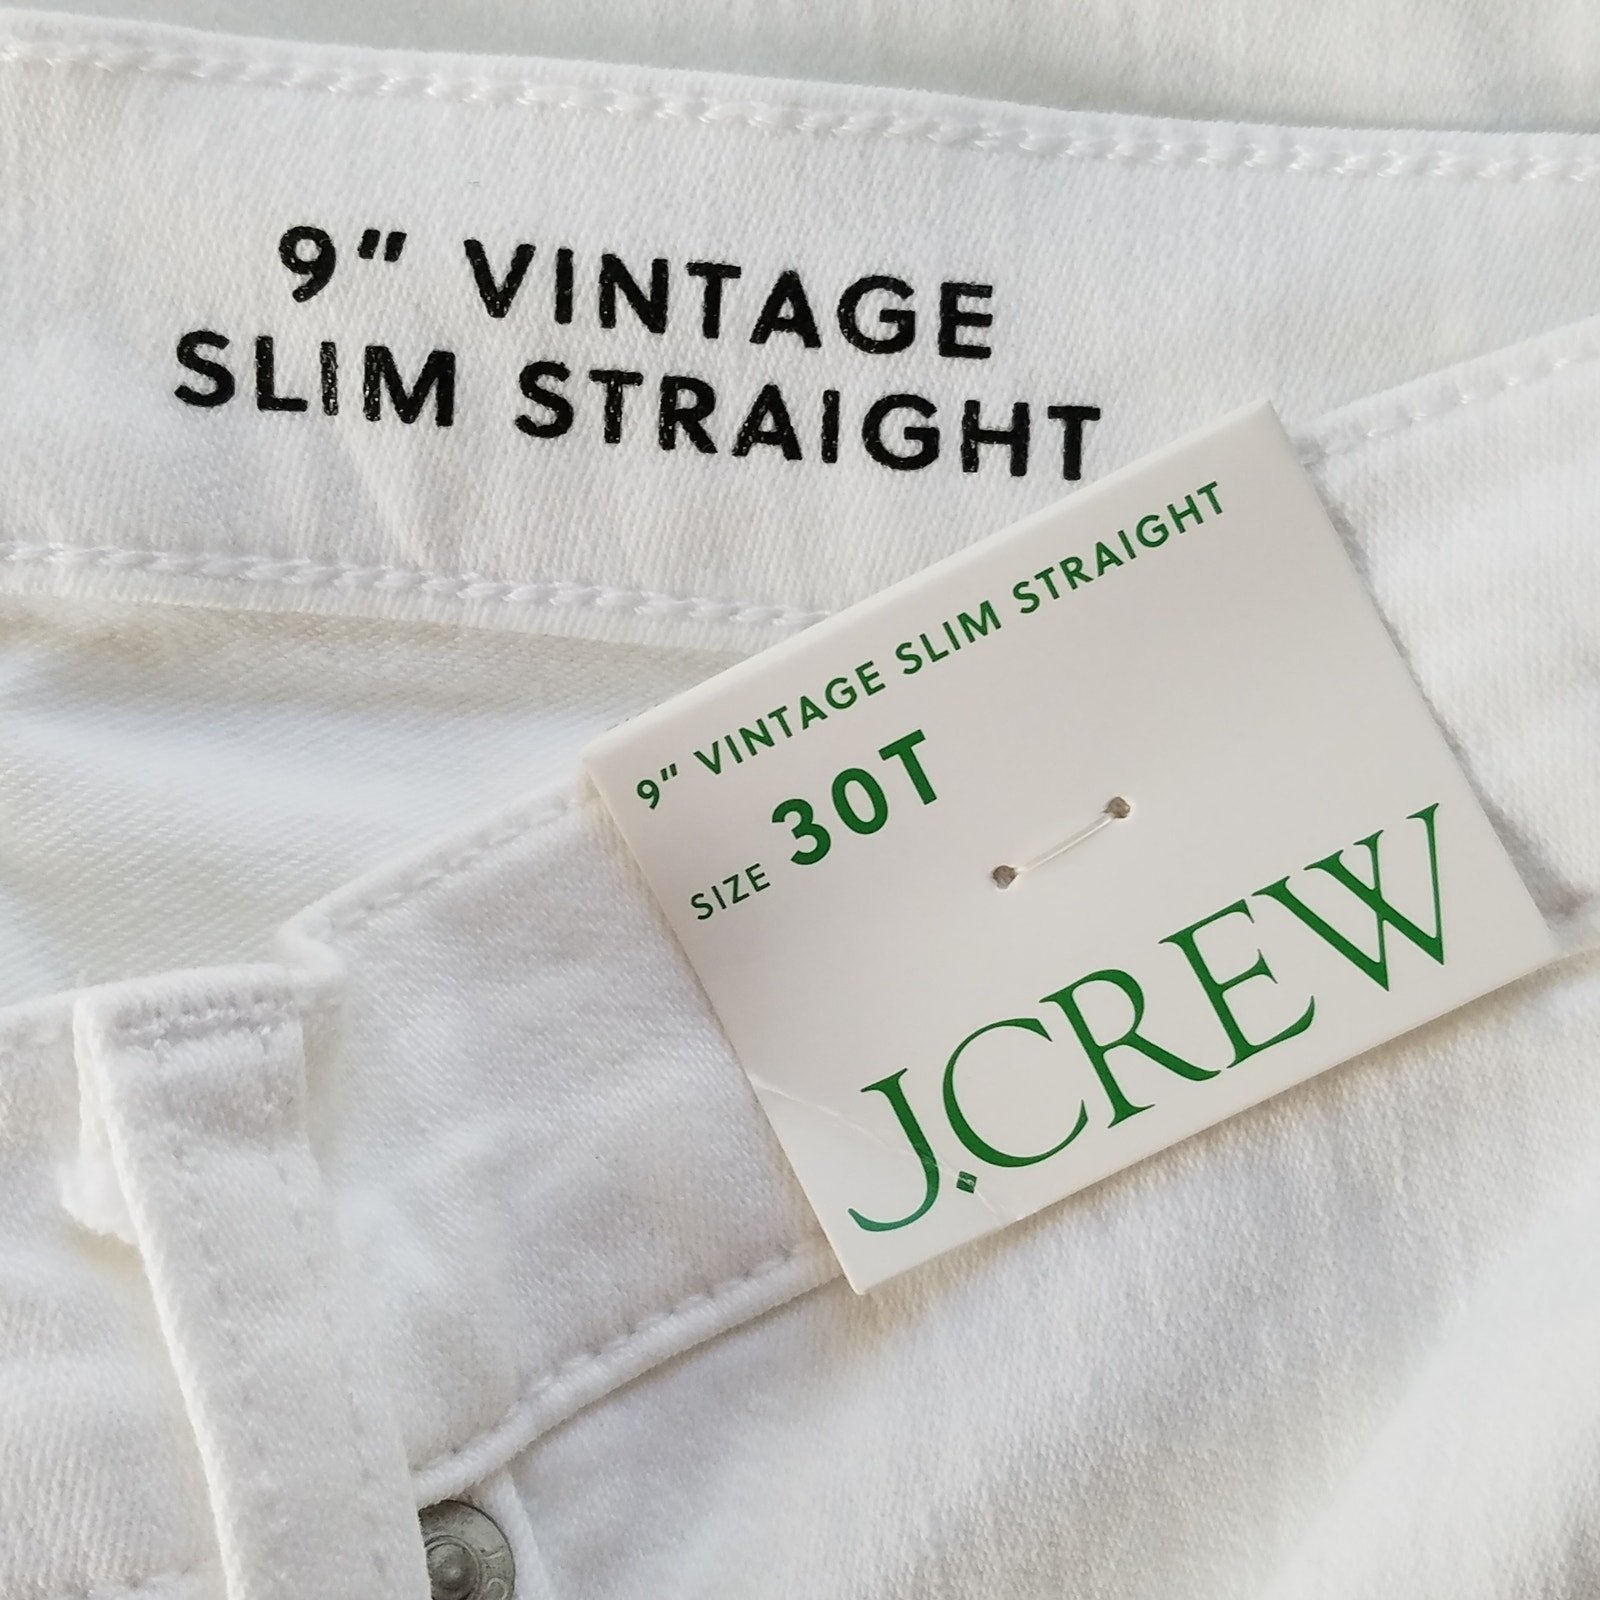 9" VINTAGE
SLIM STRAIGHT
9" VINTAGE SLIM STRAIGHT
SIZE 30T
J.CREW